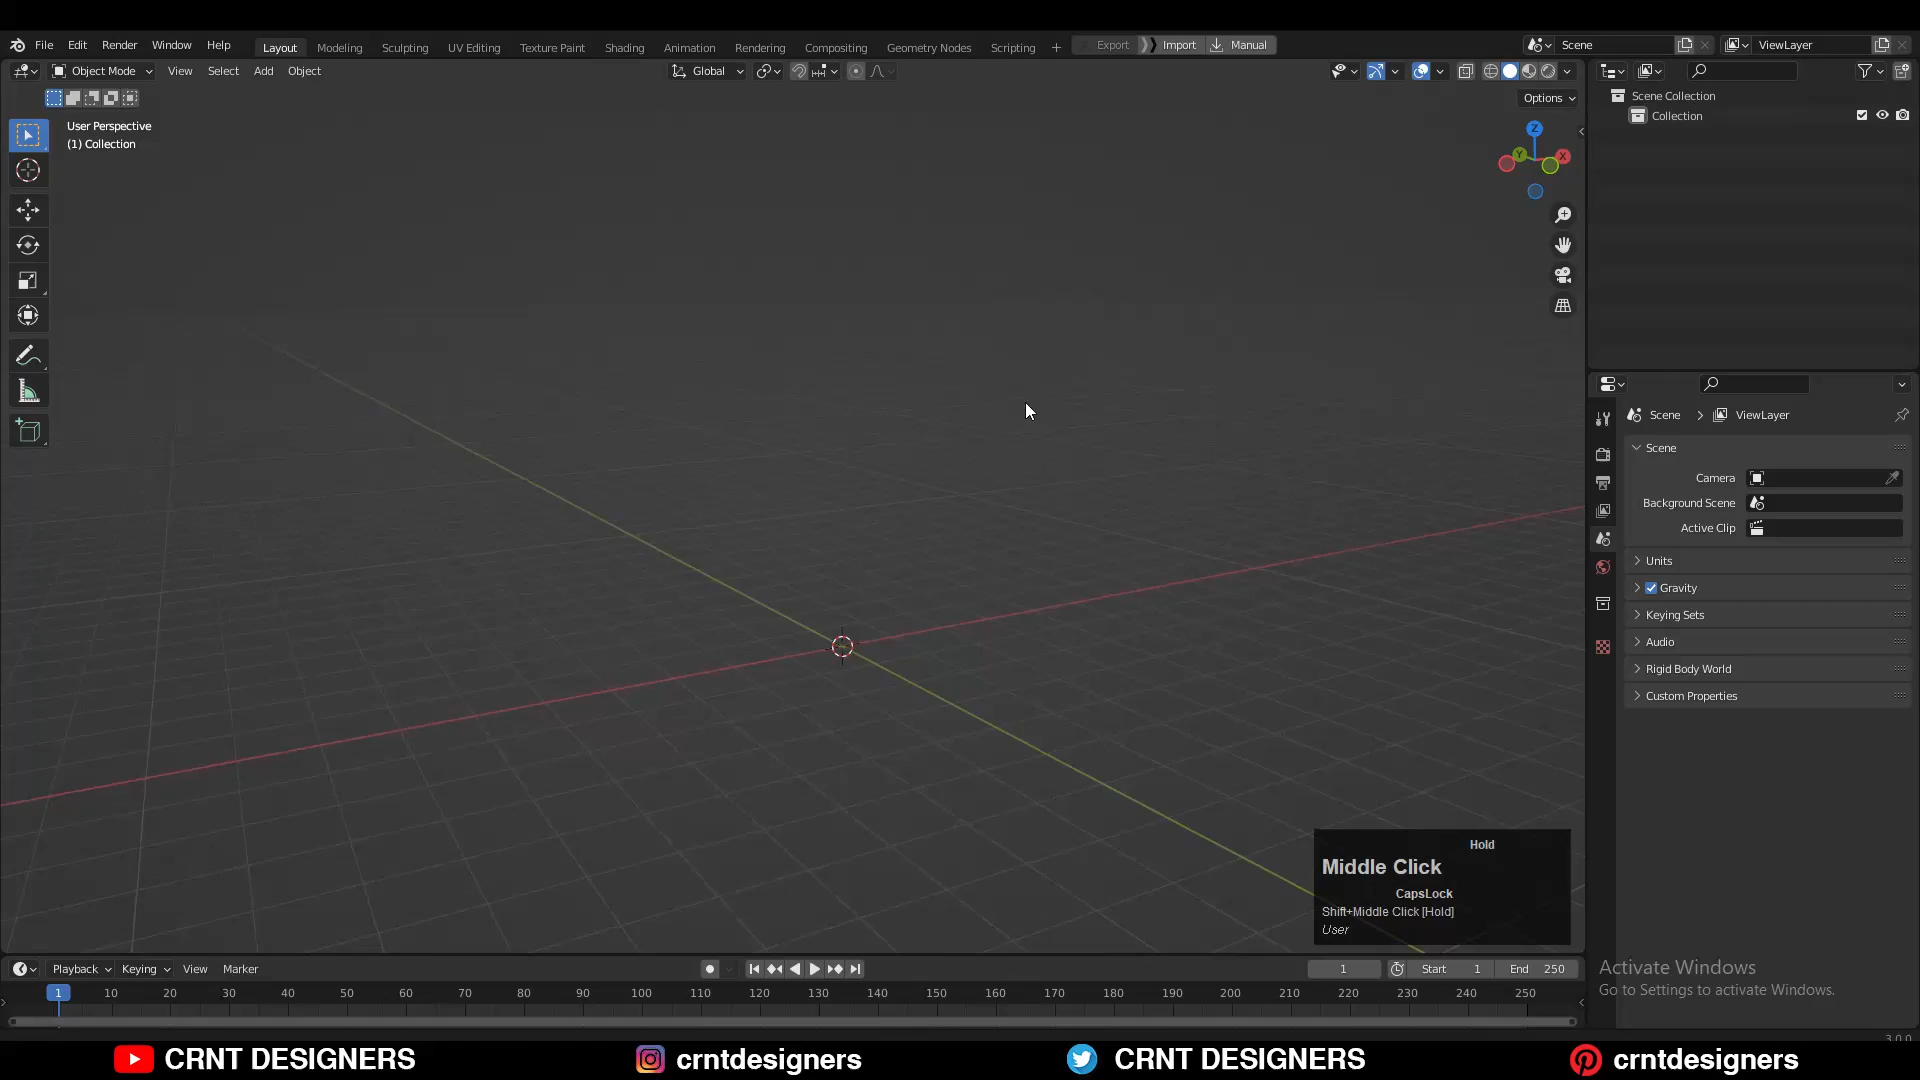 File Edit Render Window Help Layout Modeling Sculpting UV Editing Texture Paint Shading Animation Rendering Compositing Geometry Nodes Scripting + Export Import Manual Scene ViewLayer
Object Mode View Select Add Object Global
Options
User Perspective
(1) Collection
Z
Y
X
Scene Collection
Collection
Scene > ViewLayer
Scene
Camera
Background Scene
Active Clip
Units
Gravity
Keying Sets
Audio
Rigid Body World
Custom Properties
Hold
Middle Click
CapsLock
Shift+Middle Click [Hold]
User
Playback Keying View Marker 1 Start 1 End 250
1 10 20 30 40 50 60 70 80 90 100 110 120 130 140 150 160 170 180 190 200 210 220 230 240 250
Activate Windows
Go to Settings to activate Windows.
3.0.0
CRNT DESIGNERS crntdesigners CRNT DESIGNERS crntdesigners